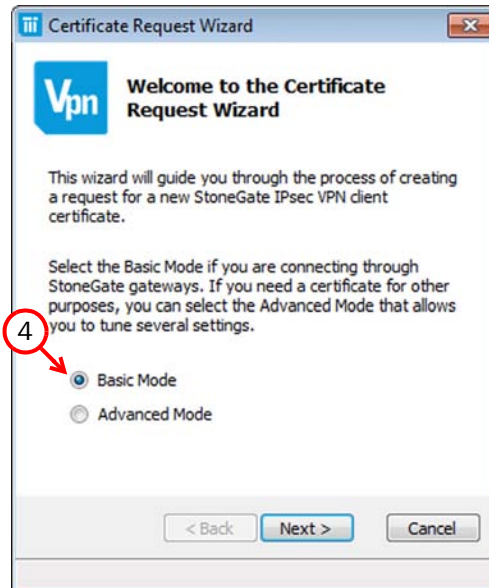 Certificate Request Wizard
Vpn
Welcome to the Certificate
Request Wizard
This wizard will guide you through the process of creating
a request for a new StoneGate IPsec VPN client
certificate.
Select the Basic Mode if you are connecting through
StoneGate gateways. If you need a certificate for other
purposes, you can select the Advanced Mode that allows
you to tune several settings.
4
Basic Mode
Advanced Mode
< Back Next > Cancel